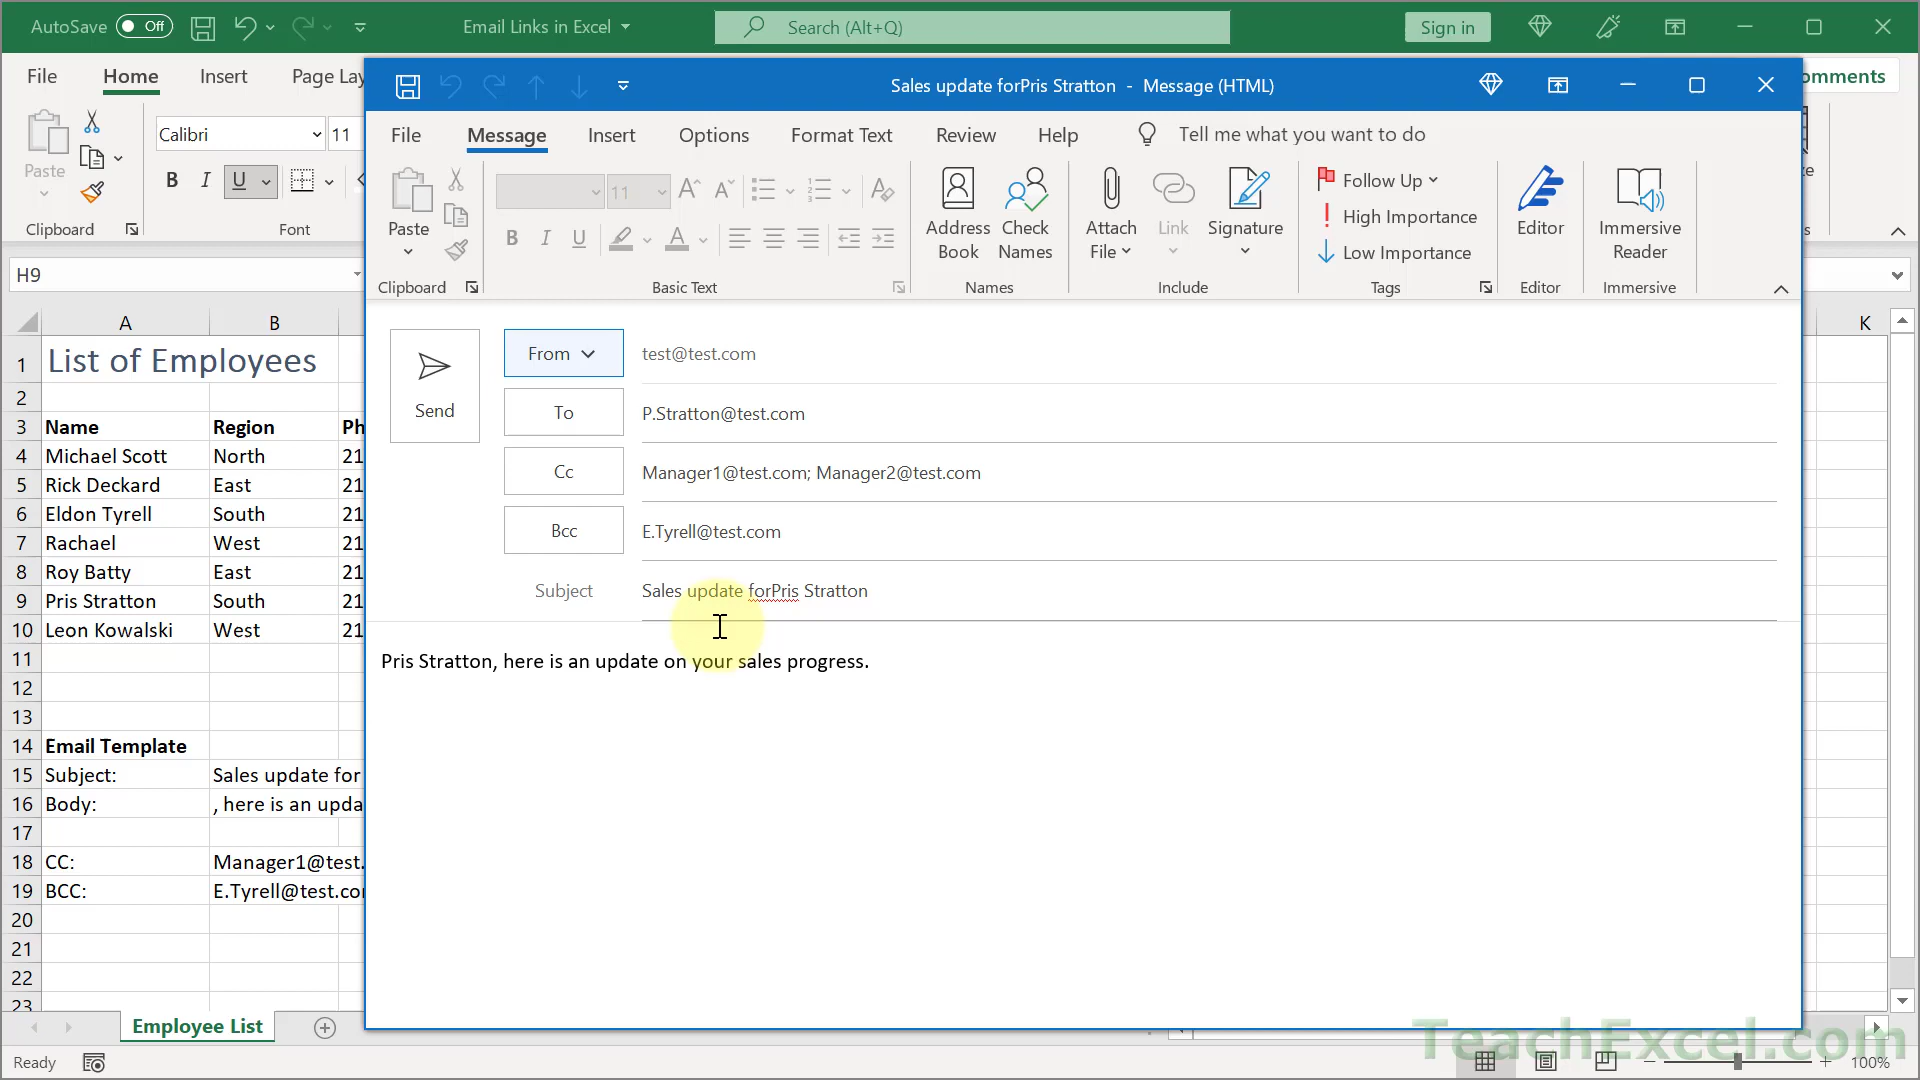 AutoSave Off Email Links in Excel Search (Alt+Q) Sign in
File Home Insert Page Lay omments
Sales update forPris Stratton - Message (HTML)
File Message Insert Options Format Text Review Help Tell me what you want to do
Paste Calibri 11 B I U
Clipboard Font
Paste 11 B I U A Address Book Check Names Attach File Link Signature Follow Up High Importance Low Importance Editor Immersive Reader
Clipboard Basic Text Names Include Tags Editor Immersive
H9
A B K
Send
From test@test.com
To P.Stratton@test.com
Cc Manager1@test.com; Manager2@test.com
Bcc E.Tyrell@test.com
Subject Sales update forPris Stratton
Pris Stratton, here is an update on your sales progress.
1 List of Employees
2
3 Name Region Ph
4 Michael Scott North 21
5 Rick Deckard East 21
6 Eldon Tyrell South 21
7 Rachael West 21
8 Roy Batty East 21
9 Pris Stratton South 21
10 Leon Kowalski West 21
11
12
13
14 Email Template
15 Subject: Sales update for
16 Body: , here is an upda
17
18 CC: Manager1@test.
19 BCC: E.Tyrell@test.co
20
21
22
23
Employee List
TeachExcel.com
Ready 100%